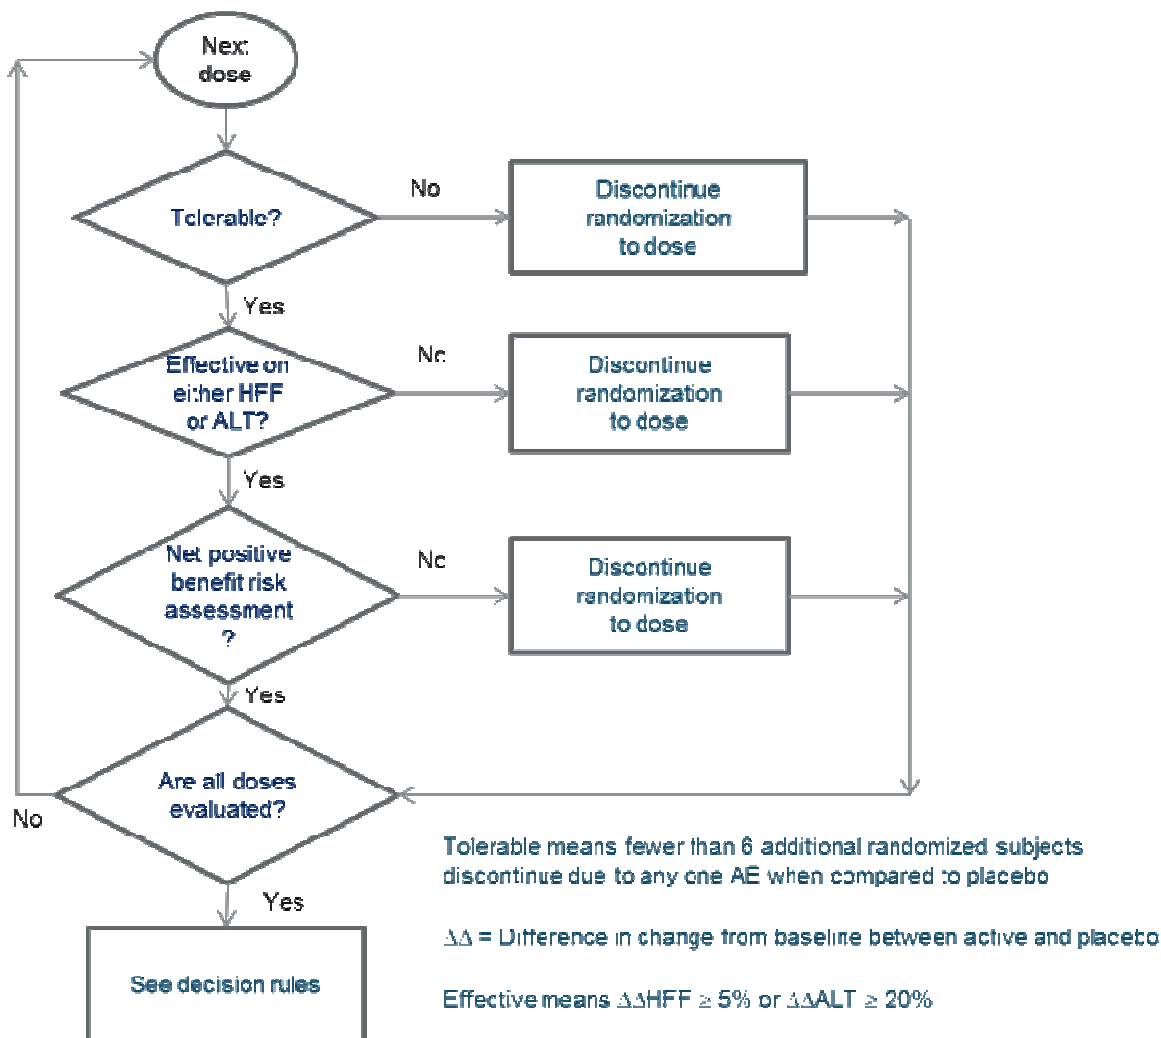 Next
dose
Tolerable?
No
Discontinue
randomization
to dose
Yes
Effective on
either HFF
or ALT?
No
Discontinue
randomization
to dose
Yes
Net positive
benefit risk
assessment
?
No
Discontinue
randomization
to dose
Yes
Are all doses
evaluated?
No
Yes
See decision rules
Tolerable means fewer than 6 additional randomized subjects
discontinue due to any one AE when compared to placebo
ΔΔ = Difference in change from baseline between active and placebo
Effective means ΔΔHFF ≥ 5% or ΔΔALT ≥ 20%